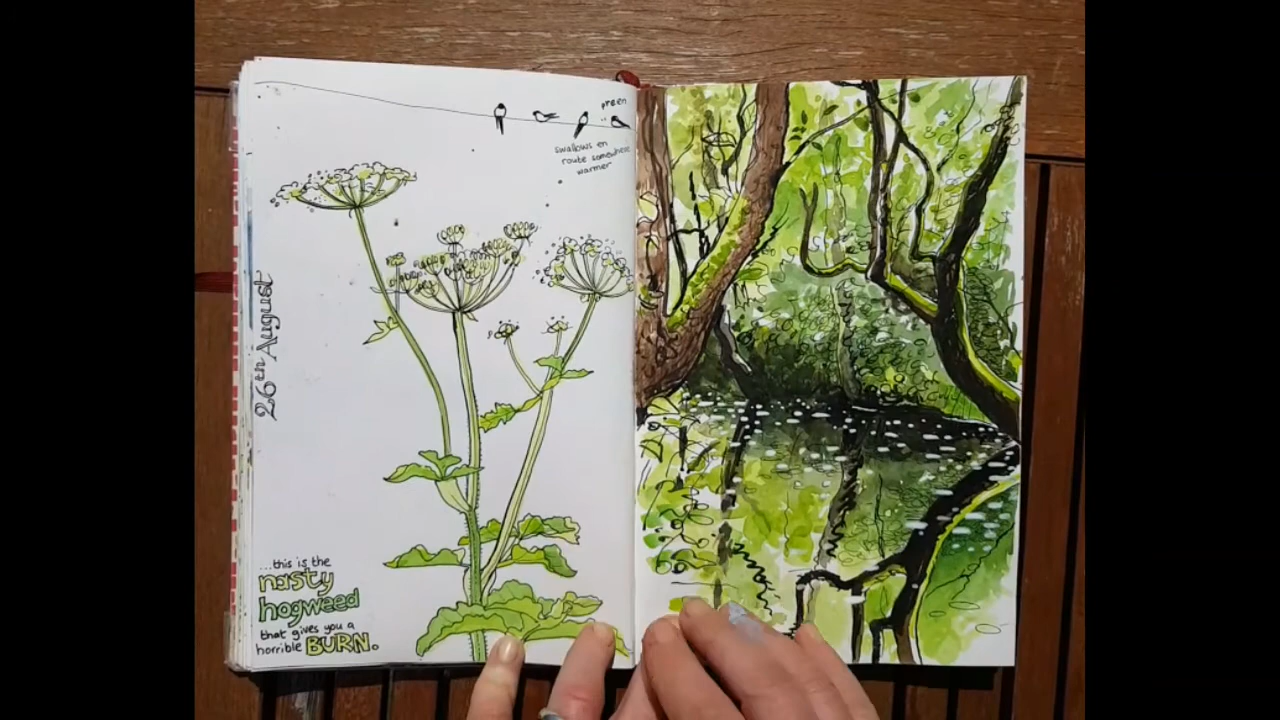 preen
swallows en
route somewhere
warmer
26th August
...this is the
nasty
hogweed
that gives you a
horrible BURN.